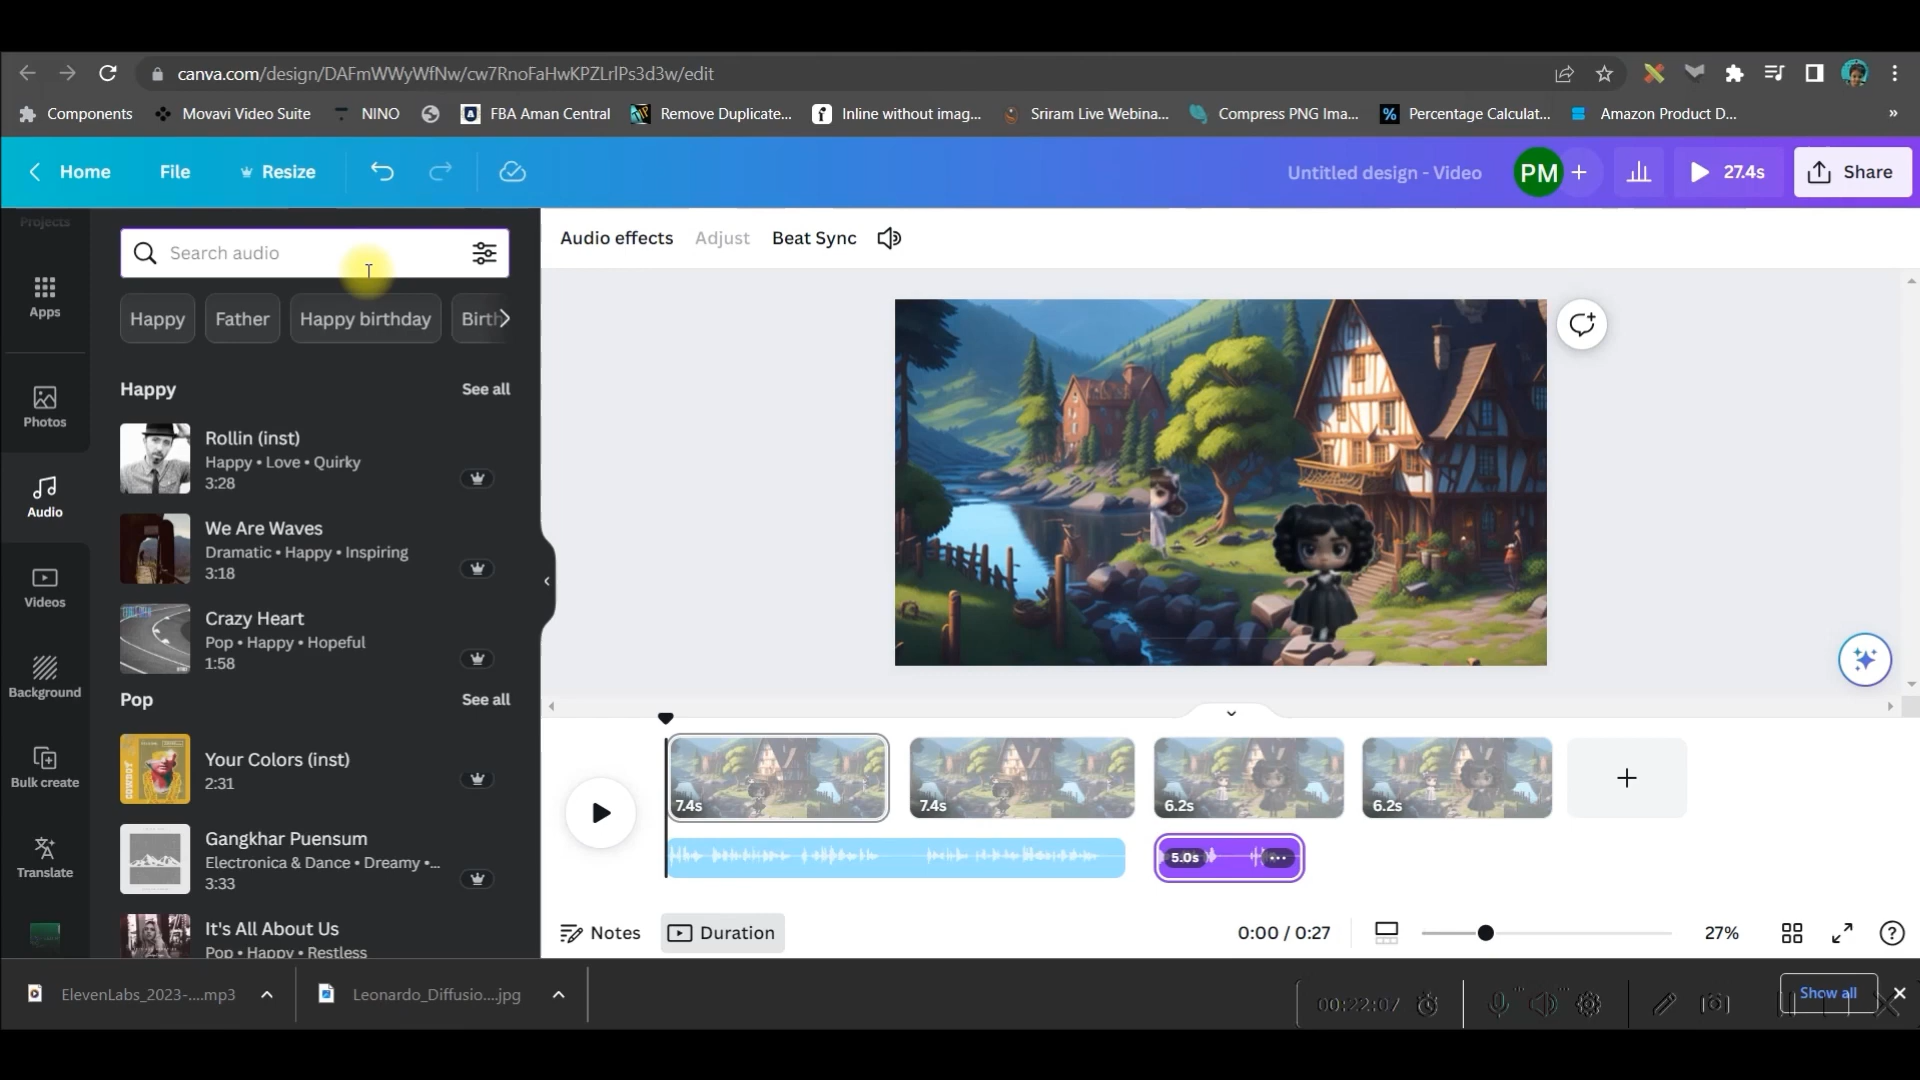 canva.com/design/DAFmWWyWfNw/cw7RnoFaHwKPZLrlPs3d3w/edit
Components
Movavi Video Suite
NINO
FBA Aman Central
Remove Duplicate...
Inline without imag...
Sriram Live Webina...
Compress PNG Ima...
Percentage Calculat...
Amazon Product D...
»
Home
File
Resize
Untitled design - Video
PM
27.4s
Share
Projects
Apps
Photos
Audio
Videos
Background
Bulk create
Translate
Search audio
Happy
Father
Happy birthday
Birth
Happy
See all
Rollin (inst)
Happy • Love • Quirky
3:28
We Are Waves
Dramatic • Happy • Inspiring
3:18
Crazy Heart
Pop • Happy • Hopeful
1:58
Pop
See all
Your Colors (inst)
2:31
Gangkhar Puensum
Electronica & Dance • Dreamy •...
3:33
It's All About Us
Pop • Happy • Restless
Audio effects
Adjust
Beat Sync
7.4s
7.4s
6.2s
6.2s
5.0s
Notes
Duration
0:00 / 0:27
27%
ElevenLabs_2023-....mp3
Leonardo_Diffusio....jpg
00:22:07
Show all